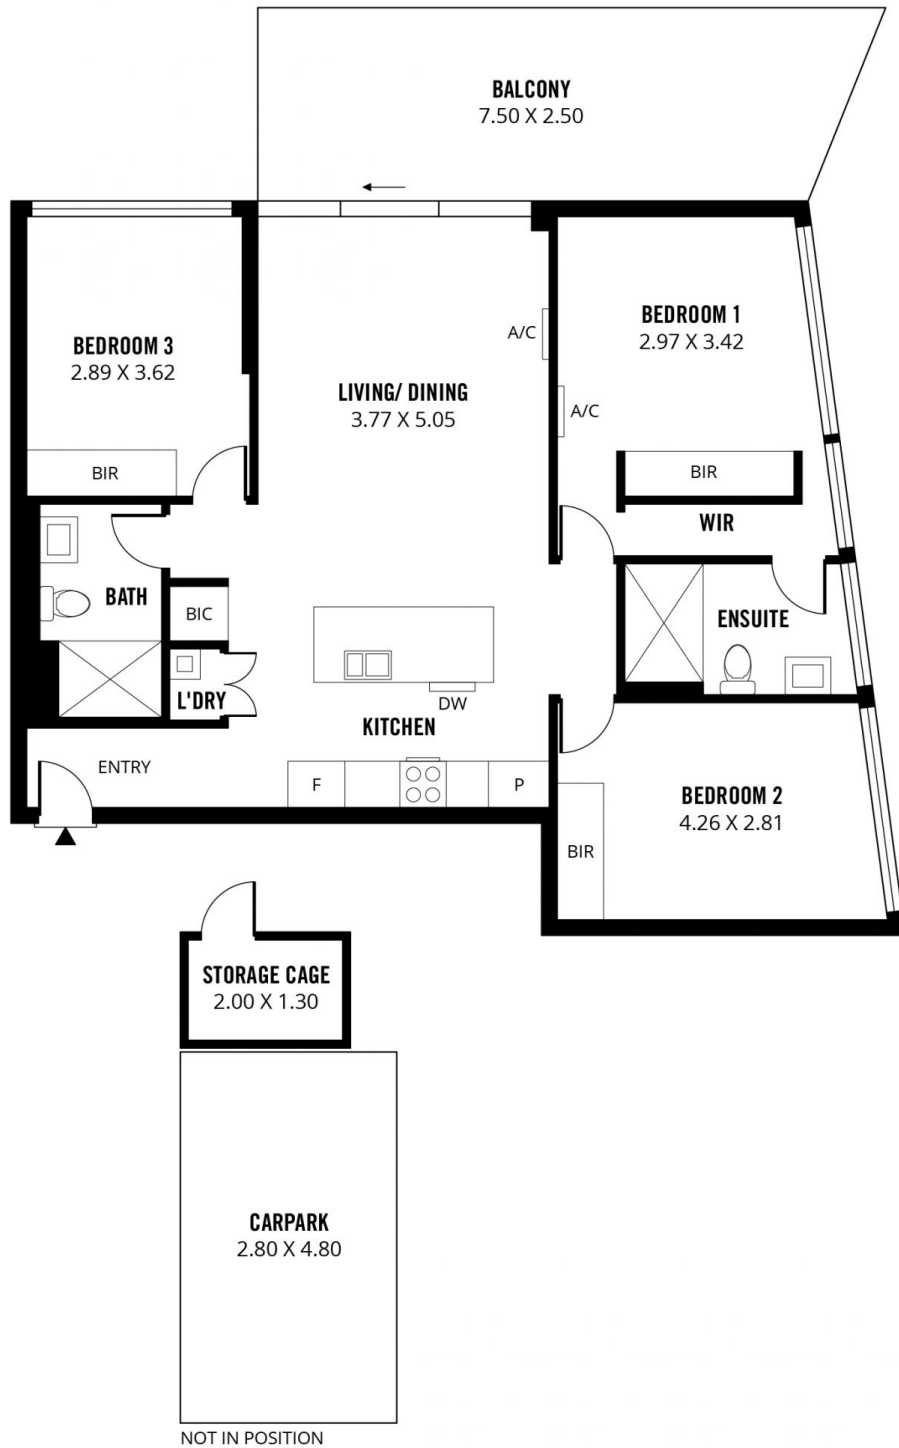 BALCONY
7.50 X 2.50
BEDROOM 3
2.89 X 3.62
BIR
LIVING/ DINING
3.77 X 5.05
A/C
BEDROOM 1
2.97 X 3.42
A/C
BIR
WIR
BATH
BIC
L'DRY
ENSUITE
DW
KITCHEN
ENTRY
F
P
BEDROOM 2
4.26 X 2.81
BIR
STORAGE CAGE
2.00 X 1.30
CARPARK
2.80 X 4.80
NOT IN POSITION